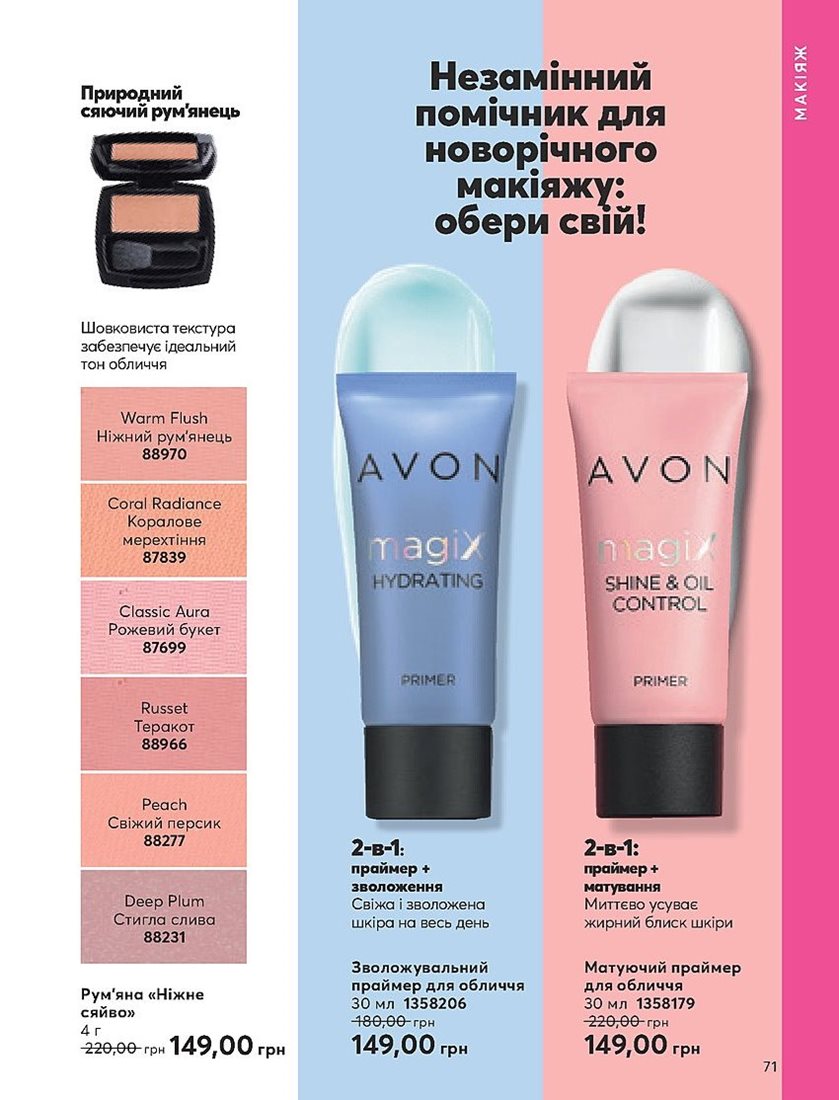 МАКІЯЖ
Природний
сяючий рум'янець
Незамінний
помічник для
новорічного
макіяжу:
обери свій!
Шовковиста текстура
забезпечує ідеальний
тон обличчя
Warm Flush
Ніжний рум'янець
88970
Coral Radiance
Коралове
мерехтіння
87839
Classic Aura
Рожевий букет
87699
Russet
Теракот
88966
Peach
Свіжий персик
88277
Deep Plum
Стигла слива
88231
Рум'яна «Ніжне
сяйво»
4 г
220,00 грн 149,00 грн
AVON
magiX
HYDRATING
PRIMER
2-в-1:
праймер +
зволоження
Свіжа і зволожена
шкіра на весь день
Зволожувальний
праймер для обличчя
30 мл 1358206
180,00 грн
149,00 грн
AVON
magiX
SHINE & OIL
CONTROL
PRIMER
2-в-1:
праймер +
матування
Миттєво усуває
жирний блиск шкіри
Матуючий праймер
для обличчя
30 мл 1358179
220,00 грн
149,00 грн
71